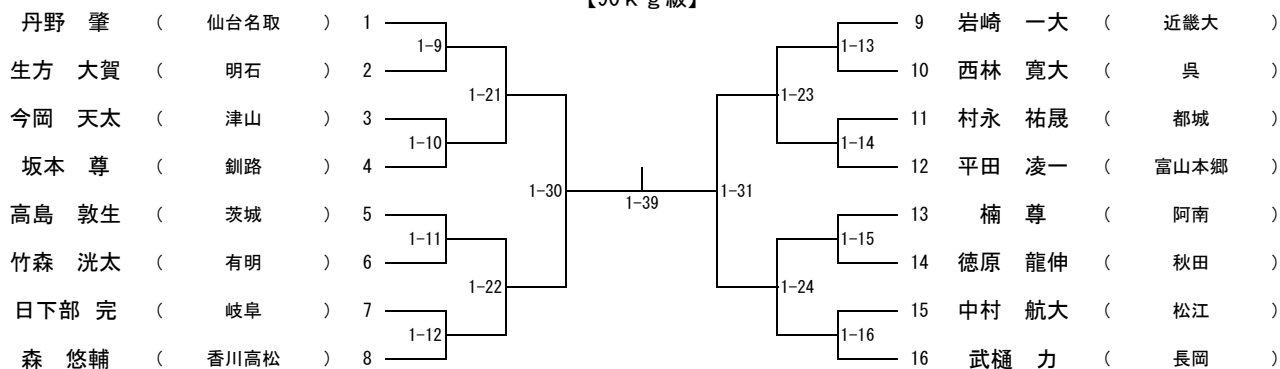 【90kg級】
丹野 肇 ( 仙台名取 ) 1
生方 大賀 ( 明石 ) 2
今岡 天太 ( 津山 ) 3
坂本 尊 ( 釧路 ) 4
高島 敦生 ( 茨城 ) 5
竹森 洸太 ( 有明 ) 6
日下部 完 ( 岐阜 ) 7
森 悠輔 ( 香川高松 ) 8
1-9
1-10
1-11
1-12
1-21
1-22
1-30
1-39
1-31
1-23
1-24
1-13
1-14
1-15
1-16
9 岩崎 一大 ( 近畿大 )
10 西林 寛大 ( 呉 )
11 村永 祐晟 ( 都城 )
12 平田 凌一 ( 富山本郷 )
13 楠 尊 ( 阿南 )
14 徳原 龍伸 ( 秋田 )
15 中村 航大 ( 松江 )
16 武樋 力 ( 長岡 )